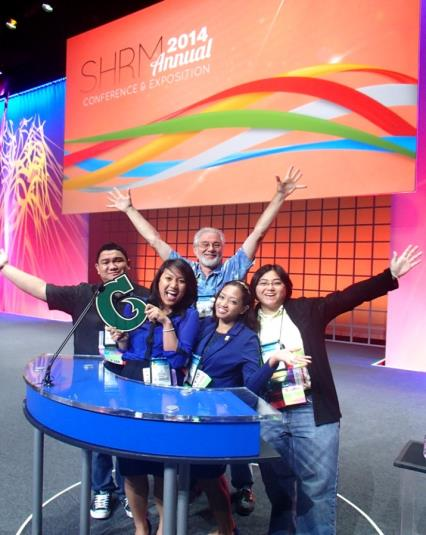 SHRM 2014
Annual
CONFERENCE & EXPOSITION
G